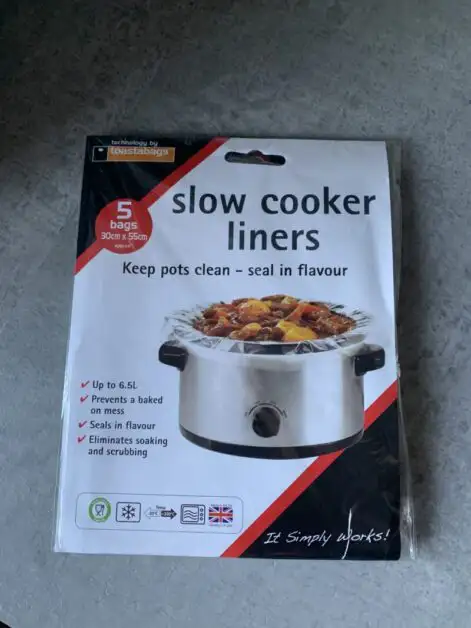 technology by
toastabags
5
bags
30cm x 55cm
slow cooker
liners
Keep pots clean - seal in flavour
Up to 6.5L
Prevents a baked
on mess
Seals in flavour
Eliminates soaking
and scrubbing
It Simply Works!